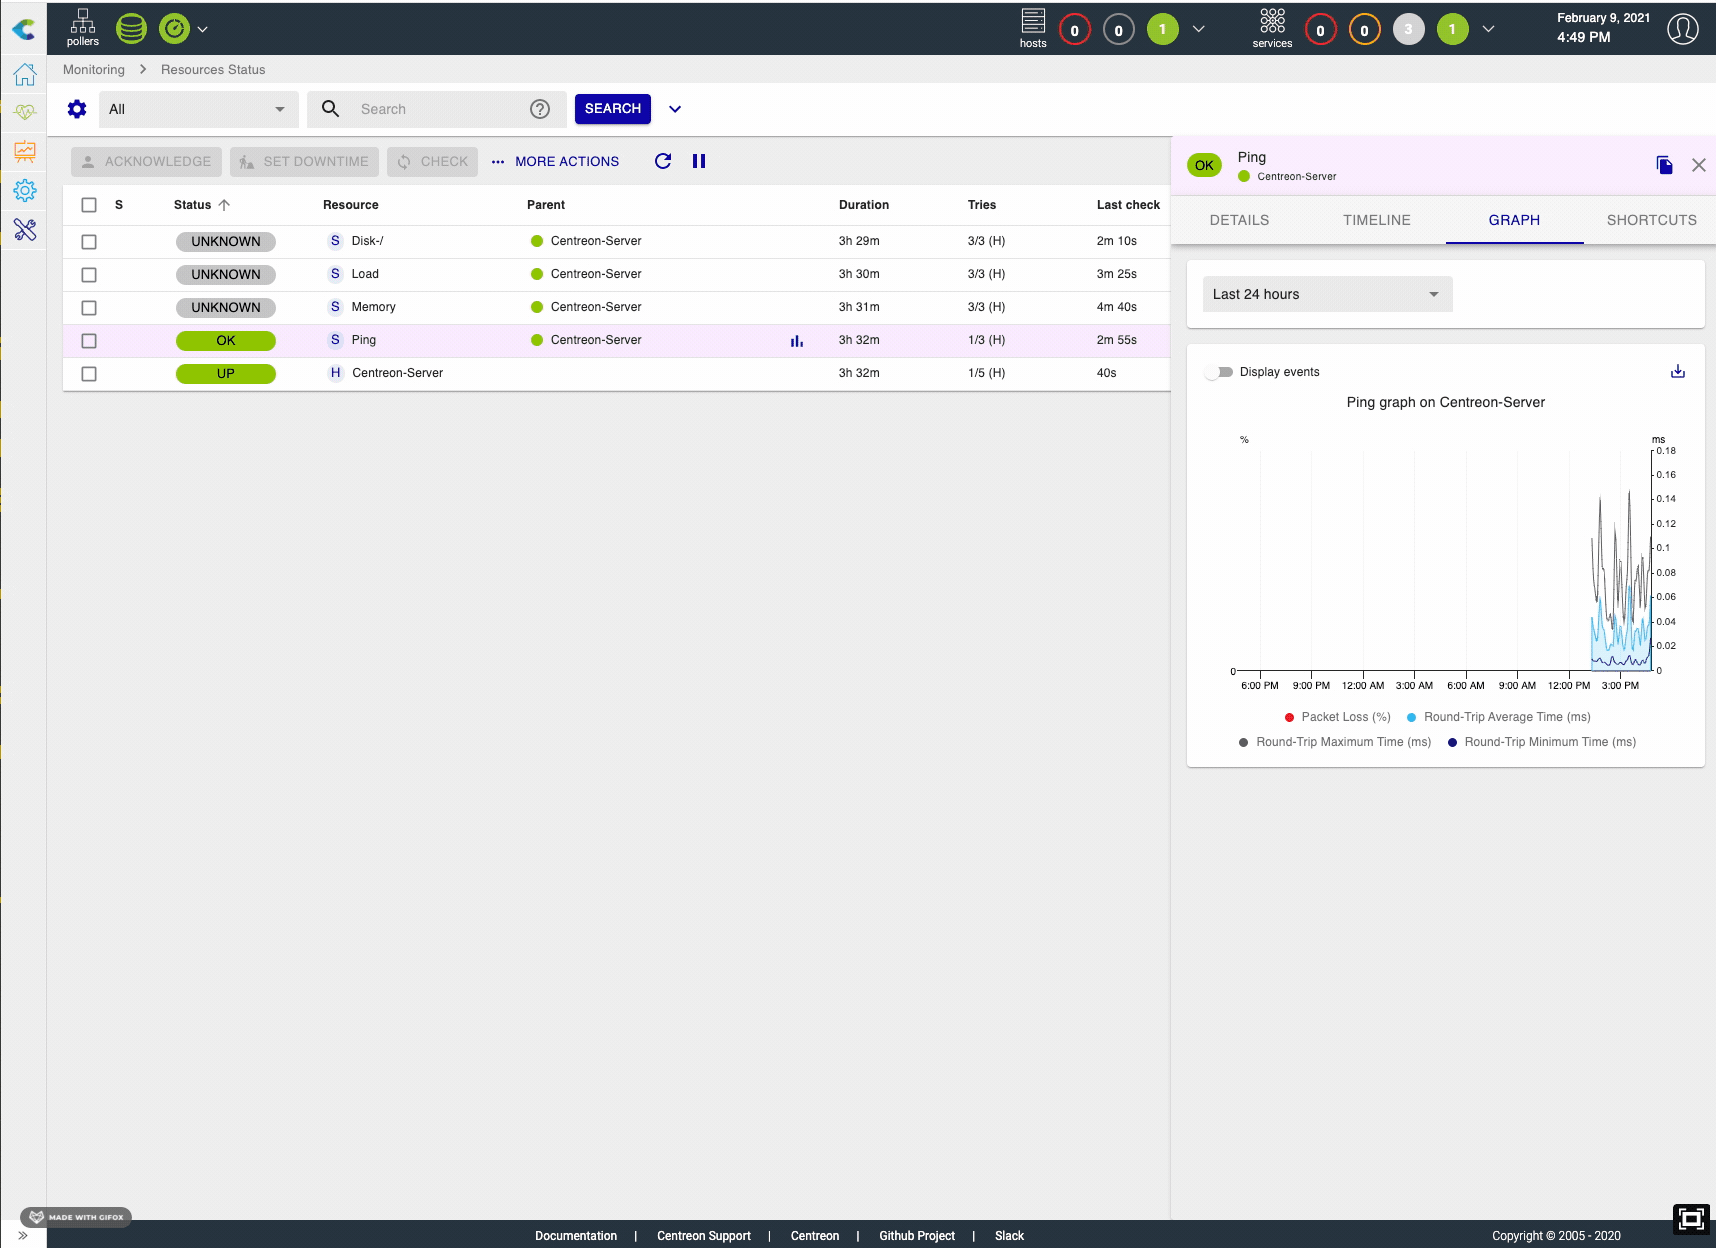 pollers
hosts
0
0
1
services
0
0
3
1
February 9, 2021
4:49 PM
Monitoring > Resources Status
All
Search
?
SEARCH
ACKNOWLEDGE
SET DOWNTIME
CHECK
MORE ACTIONS
S Status Resource Parent Duration Tries Last check
UNKNOWN S Disk-/ Centreon-Server 3h 29m 3/3 (H) 2m 10s
UNKNOWN S Load Centreon-Server 3h 30m 3/3 (H) 3m 25s
UNKNOWN S Memory Centreon-Server 3h 31m 3/3 (H) 4m 40s
OK S Ping Centreon-Server 3h 32m 1/3 (H) 2m 55s
UP H Centreon-Server 3h 32m 1/5 (H) 40s
OK Ping
Centreon-Server
DETAILS TIMELINE GRAPH SHORTCUTS
Last 24 hours
Display events
Ping graph on Centreon-Server
% ms
0.18
0.16
0.14
0.12
0.1
0.08
0.06
0.04
0.02
0 0
6:00 PM 9:00 PM 12:00 AM 3:00 AM 6:00 AM 9:00 AM 12:00 PM 3:00 PM
Packet Loss (%) Round-Trip Average Time (ms)
Round-Trip Maximum Time (ms) Round-Trip Minimum Time (ms)
MADE WITH GIFOX
Documentation | Centreon Support | Centreon | Github Project | Slack
Copyright © 2005 - 2020